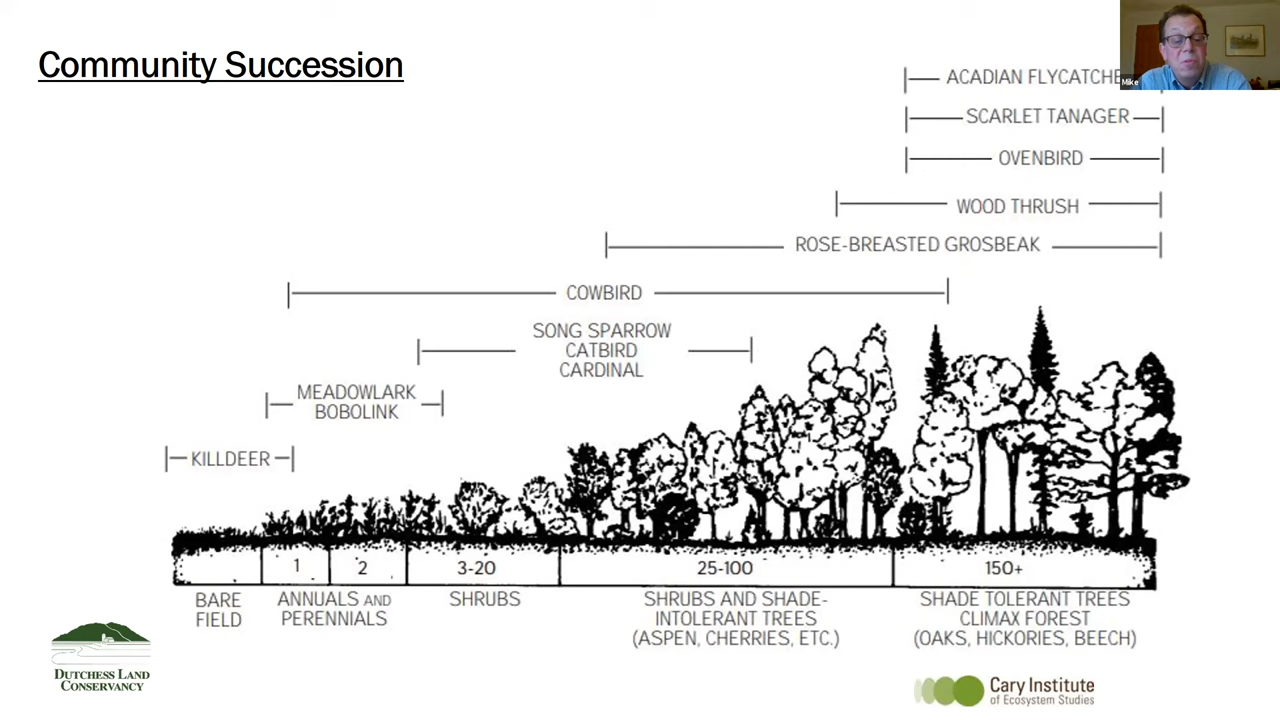 Community Succession
Mike
ACADIAN FLYCATCHE
SCARLET TANAGER
OVENBIRD
WOOD THRUSH
ROSE-BREASTED GROSBEAK
COWBIRD
SONG SPARROW
CATBIRD
CARDINAL
MEADOWLARK
BOBOLINK
KILLDEER
1
2
3-20
25-100
150+
BARE
FIELD
ANNUALS AND
PERENNIALS
SHRUBS
SHRUBS AND SHADE-
INTOLERANT TREES
(ASPEN, CHERRIES, ETC.)
SHADE TOLERANT TREES
CLIMAX FOREST
(OAKS, HICKORIES, BEECH)
DUTCHESS LAND
CONSERVANCY
Cary Institute
of Ecosystem Studies